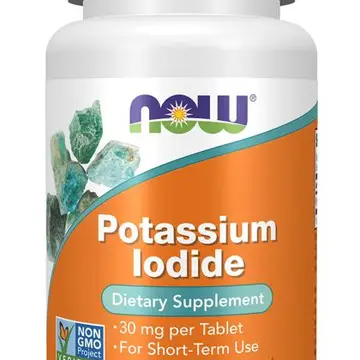 now®
Potassium
Iodide
Dietary Supplement
• 30 mg per Tablet
• For Short-Term Use
NON
GMO
Project